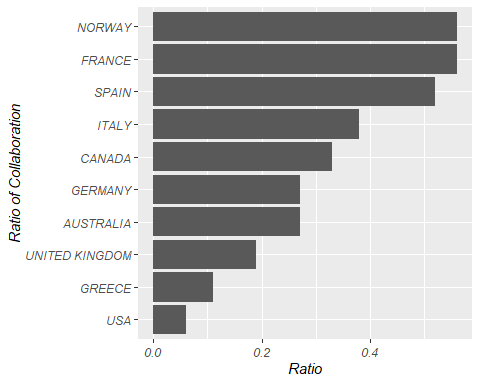 NORWAY
FRANCE
SPAIN
ITALY
CANADA
GERMANY
AUSTRALIA
UNITED KINGDOM
GREECE
USA
Ratio of Collaboration
0.0 0.2 0.4
Ratio